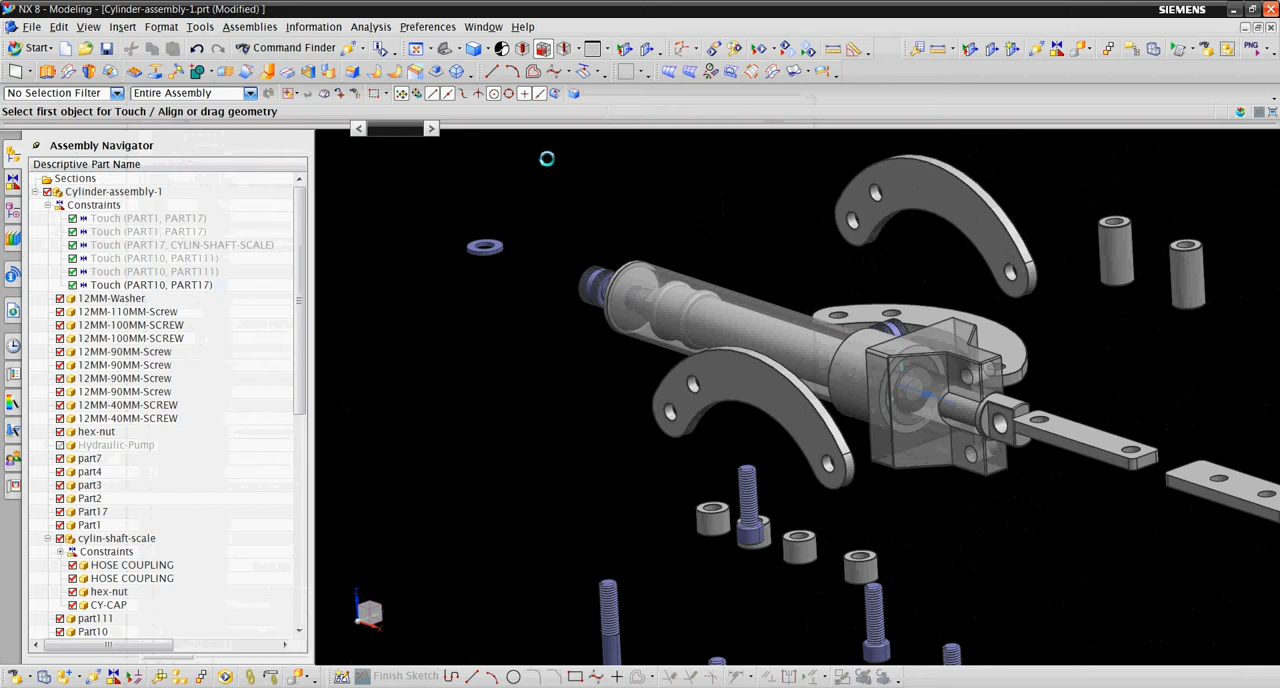 NX 8 - Modeling - [Cylinder-assembly-1.prt (Modified) ]
SIEMENS
File Edit View Insert Format Tools Assemblies Information Analysis Preferences Window Help
Start
Command Finder
PNG
No Selection Filter
Entire Assembly
Select first object for Touch / Align or drag geometry
Assembly Navigator
Descriptive Part Name
Sections
Cylinder-assembly-1
Constraints
Touch (PART1, PART17)
Touch (PART1, PART17)
Touch (PART17, CYLIN-SHAFT-SCALE)
Touch (PART10, PART111)
Touch (PART10, PART111)
Touch (PART10, PART17)
12MM-Washer
12MM-110MM-Screw
12MM-100MM-SCREW
12MM-100MM-SCREW
12MM-90MM-Screw
12MM-90MM-Screw
12MM-90MM-Screw
12MM-90MM-Screw
12MM-40MM-SCREW
12MM-40MM-SCREW
hex-nut
Hydraulic-Pump
part7
part4
part3
Part2
Part17
Part1
cylin-shaft-scale
Constraints
HOSE COUPLING
HOSE COUPLING
hex-nut
CY-CAP
part111
Part10
Finish Sketch